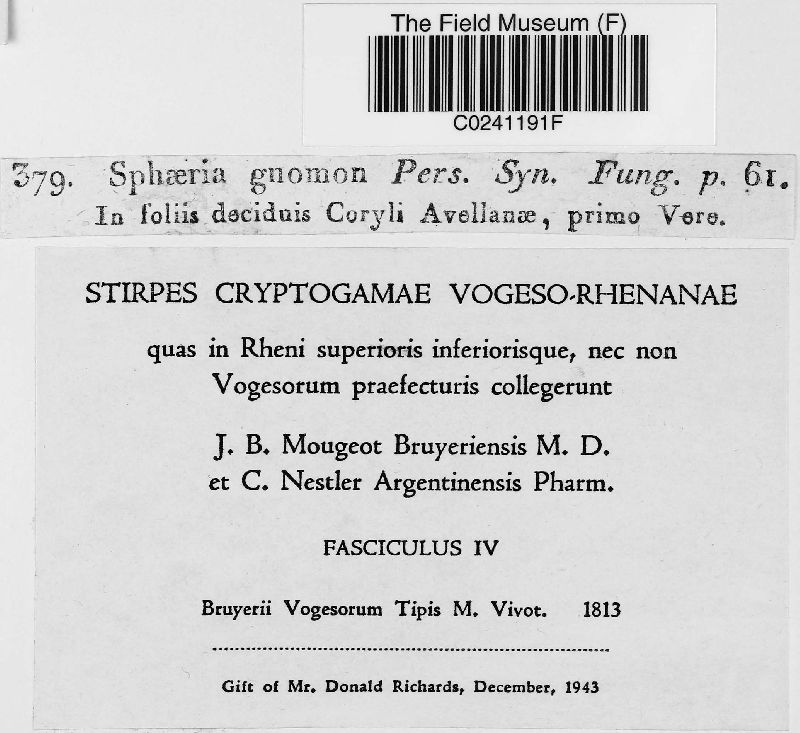 The Field Museum (F)
C0241191F
379. Sphæria gnomon Pers. Syn. Fung. p. 61.
In foliis deciduis Coryli Avellanæ, primo Vere.
STIRPES CRYPTOGAMAE VOGESO-RHENANAE
quas in Rheni superioris inferiorisque, nec non
Vogesorum praefecturis collegerunt
J. B. Mougeot Bruyeriensis M. D.
et C. Nestler Argentinensis Pharm.
FASCICULUS IV
Bruyerii Vogesorum Tipis M. Vivot. 1813
Gift of Mr. Donald Richards, December, 1943